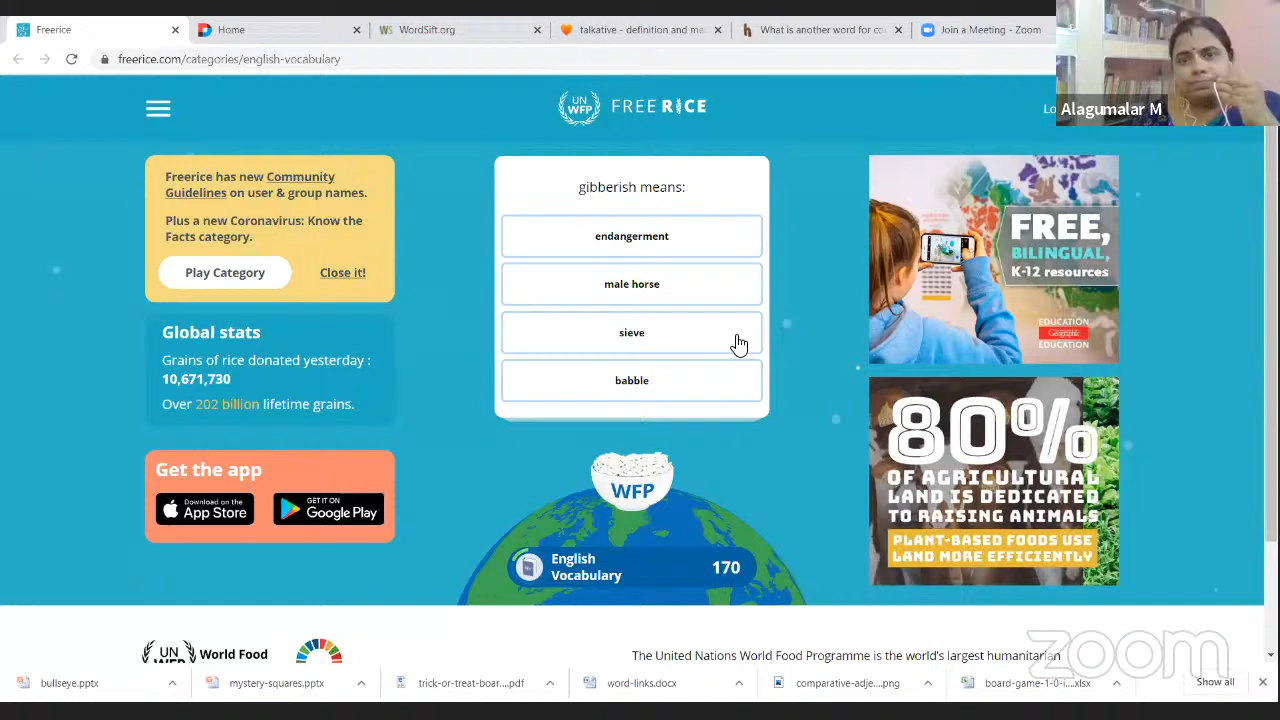 Freerice
Home
WS WordSift.org
talkative - definition and me
h What is another word for co
Join a Meeting - Zoom
freerice.com/categories/english-vocabulary
UN
WFP
FREE RICE
Lo
Alagumalar M
Freerice has new Community
Guidelines on user & group names.
Plus a new Coronavirus: Know the
Facts category.
Play Category
Close it!
Global stats
Grains of rice donated yesterday :
10,671,730
Over 202 billion lifetime grains.
Get the app
Download on the
App Store
GET IT ON
Google Play
gibberish means:
endangerment
male horse
sieve
babble
WFP
English
Vocabulary
170
FREE,
BILINGUAL,
K-12 resources
EDUCATION
Geographic
EDUCATION
80%
OF AGRICULTURAL
LAND IS DEDICATED
TO RAISING ANIMALS
PLANT-BASED FOODS USE
LAND MORE EFFICIENTLY
UN
World Food
The United Nations World Food Programme is the world's largest humanitarian
zoom
bullseye.pptx
mystery-squares.pptx
trick-or-treat-boar....pdf
word-links.docx
comparative-adje....png
board-game-1-0-i....xlsx
Show all